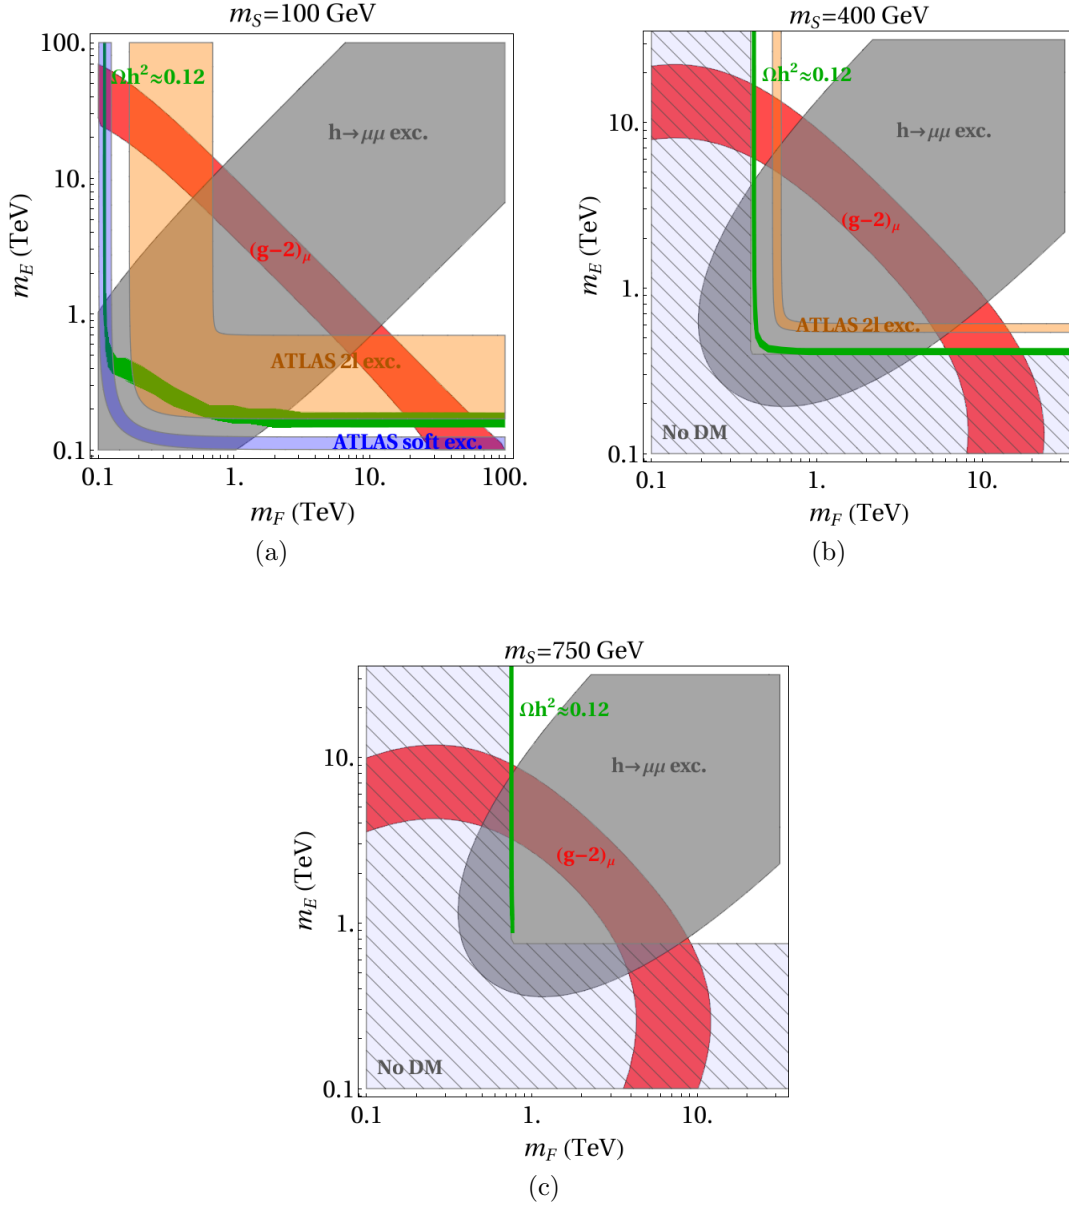 m_S=100 GeV
100.
10.
1.
0.1
m_E (TeV)
Ωh²≈0.12
h→μμ exc.
(g−2)_μ
ATLAS 2l exc.
ATLAS soft exc.
0.1 1. 10. 100.
m_F (TeV)
(a)
m_S=400 GeV
10.
1.
0.1
m_E (TeV)
Ωh²≈0.12
h→μμ exc.
(g−2)_μ
ATLAS 2l exc.
No DM
0.1 1. 10.
m_F (TeV)
(b)
m_S=750 GeV
10.
1.
0.1
m_E (TeV)
Ωh²≈0.12
h→μμ exc.
(g−2)_μ
No DM
0.1 1. 10.
m_F (TeV)
(c)